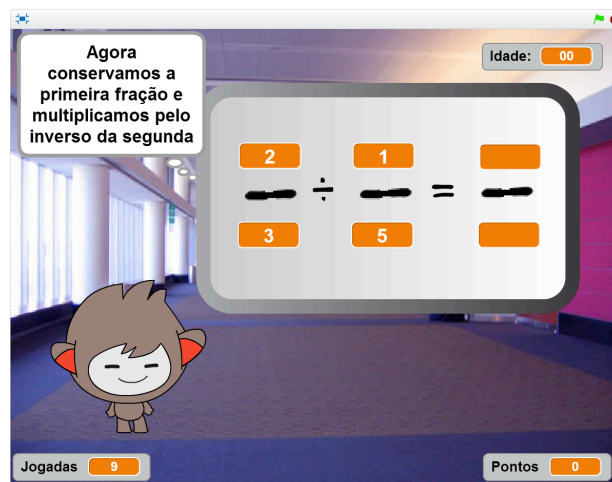 Agora
conservamos a
primeira fração e
multiplicamos pelo
inverso da segunda
Idade: 00
2 ÷ 1 =
3 5
Jogadas 9
Pontos 0